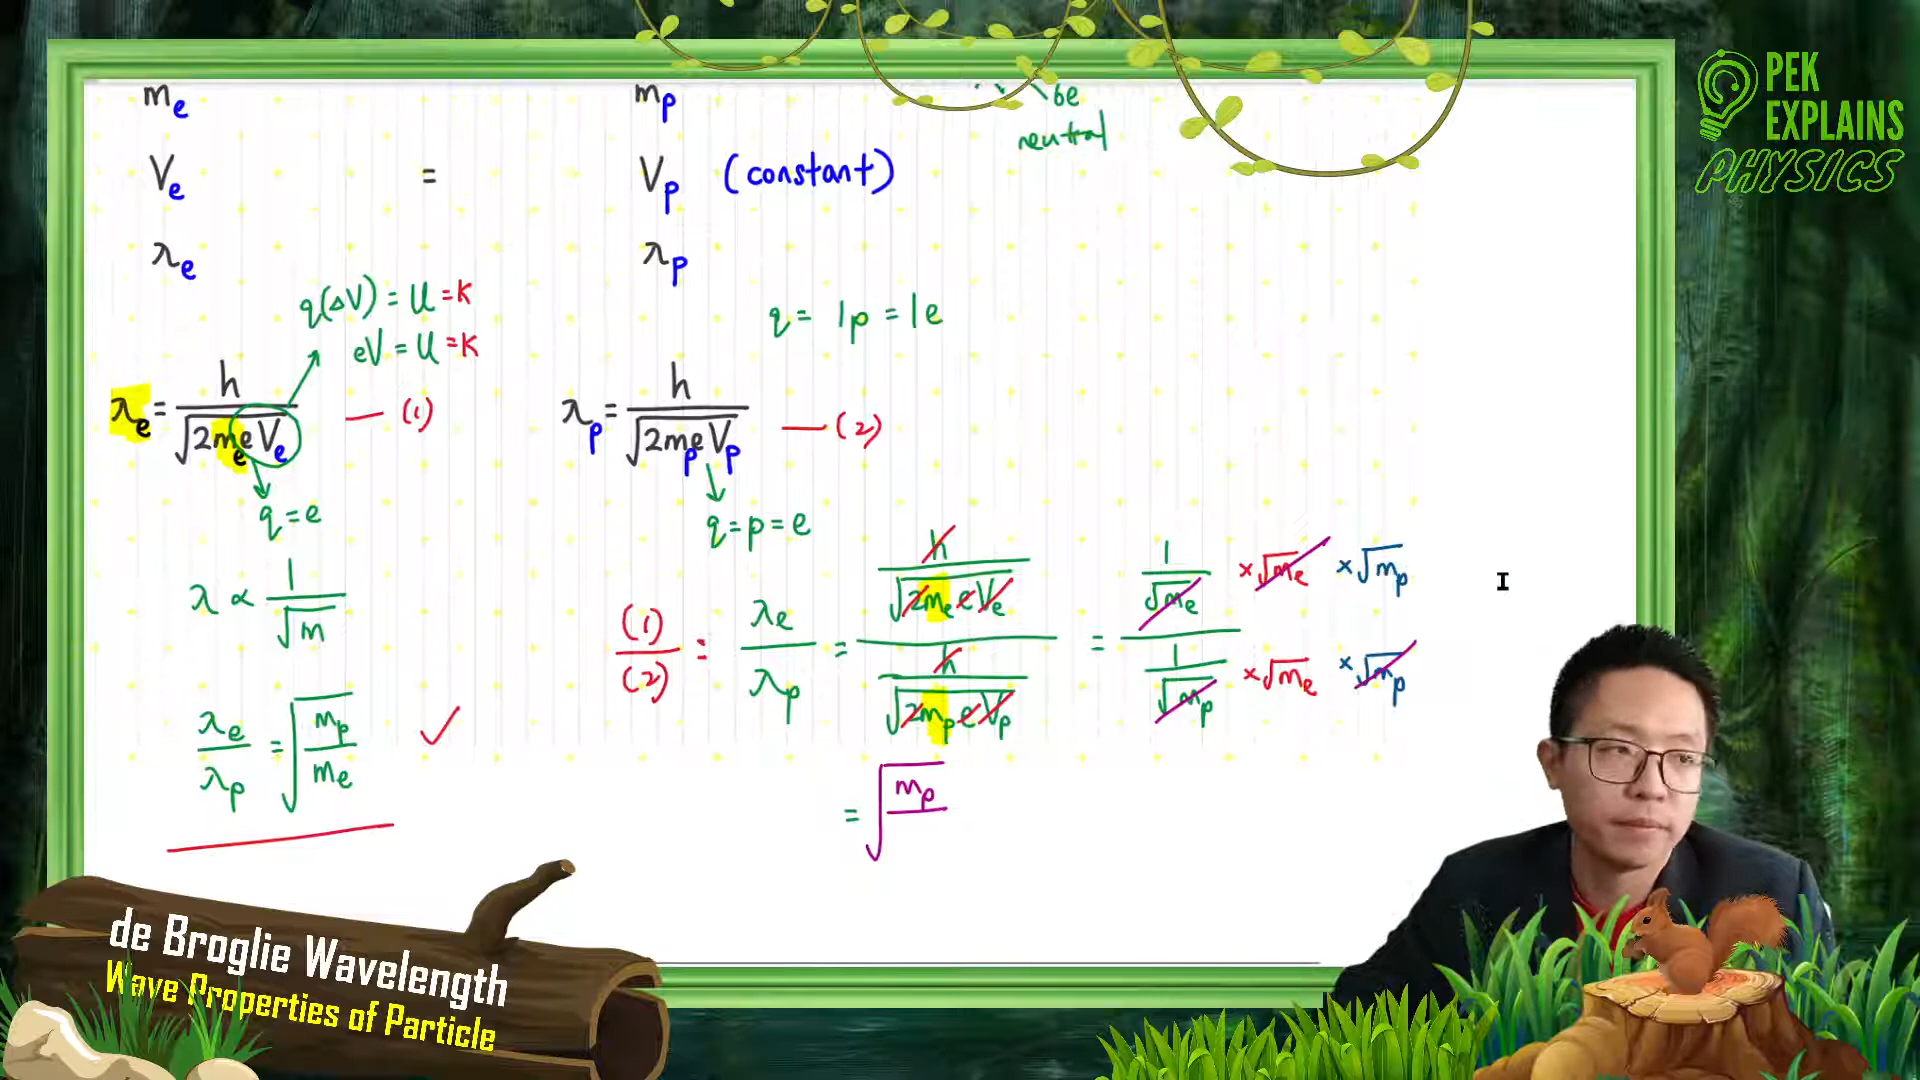 PEK
EXPLAINS
PHYSICS
mₑ mₚ be
neutral
Vₑ = Vₚ (constant)
λₑ λₚ
q(ΔV) = U = K
q = 1p = 1e
eV = U = K
λₑ = h / √(2mₑeVₑ) — (1)
λₚ = h / √(2mₚeVₚ) — (2)
q = e
q = p = e
λ ∝ 1/√m
(1)/(2) = λₑ/λₚ = (h/√(2mₑeVₑ)) / (h/√(2mₚeVₚ)) = (1/√mₑ ×√mₑ ×√mₚ) / (1/√mₚ ×√mₑ ×√mₚ)
λₑ/λₚ = √(mₚ/mₑ) ✓
= √mₚ
de Broglie Wavelength
Wave Properties of Particle